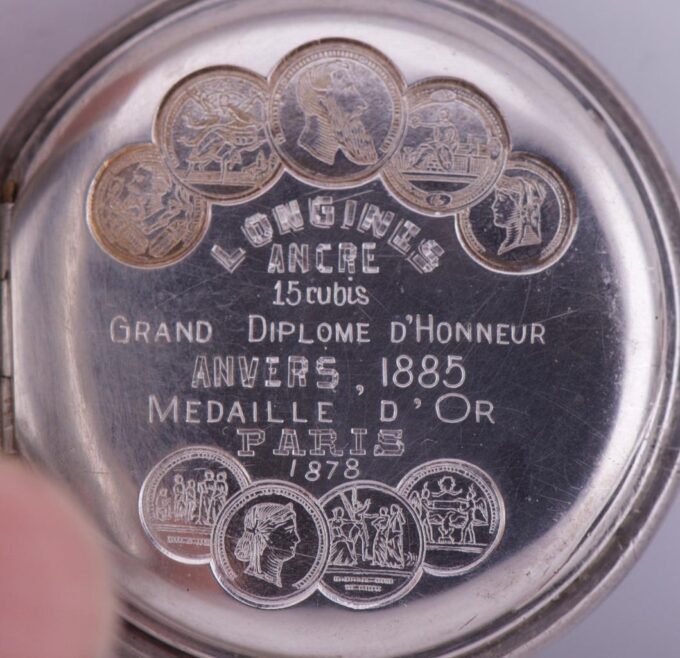 LONGINES
ANCRE
15 rubis
GRAND DIPLOME D'HONNEUR
ANVERS, 1885
MEDAILLE D'OR
PARIS
1878